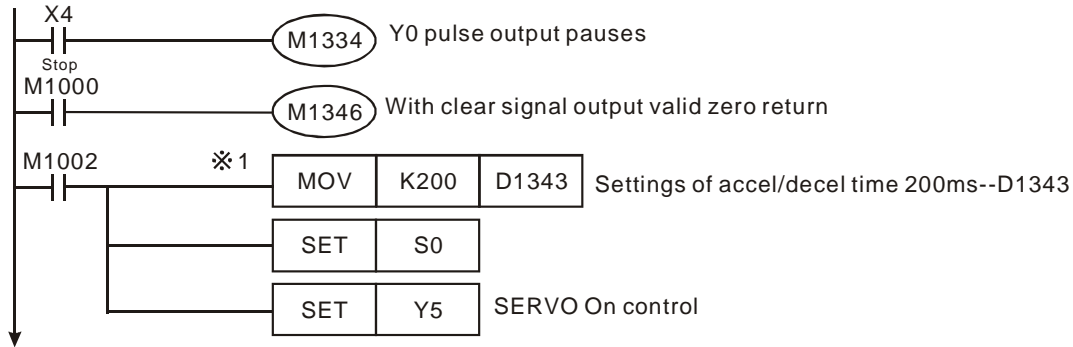 X4
M1334 Y0 pulse output pauses
Stop
M1000
M1346 With clear signal output valid zero return
M1002 ※1 MOV K200 D1343 Settings of accel/decel time 200ms--D1343
SET S0
SET Y5 SERVO On control